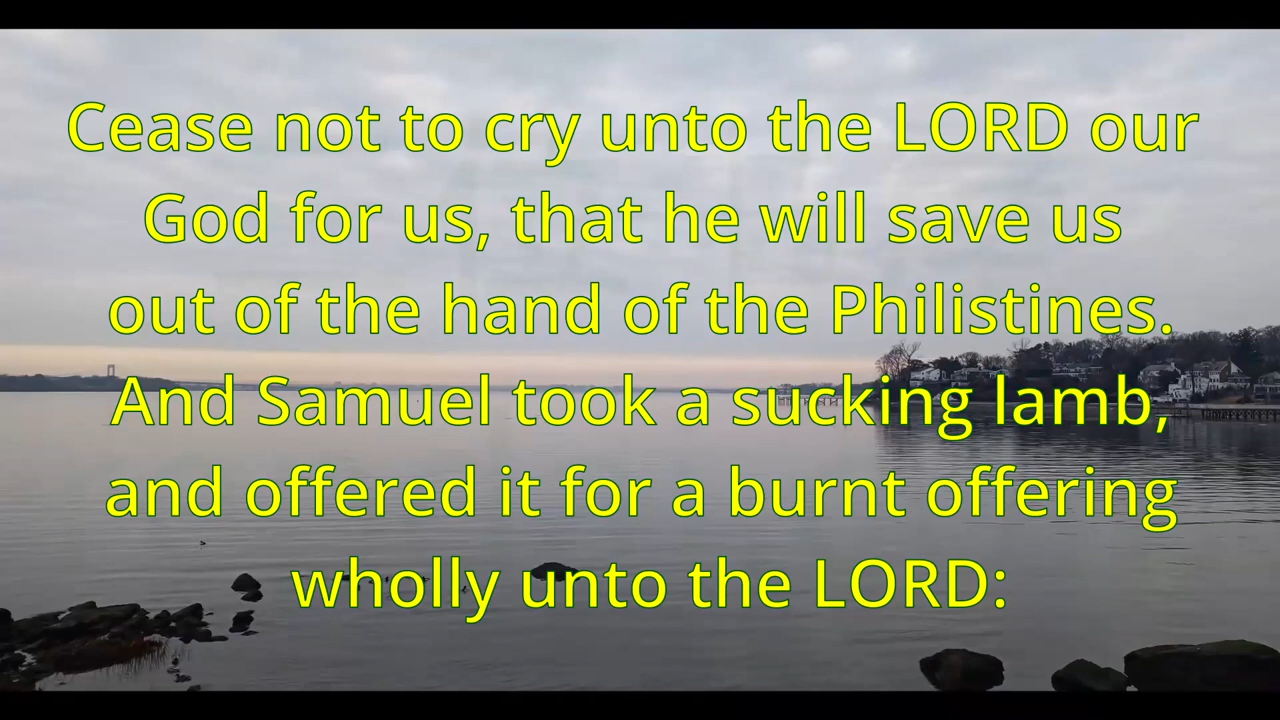 Cease not to cry unto the LORD our
God for us, that he will save us
out of the hand of the Philistines.
And Samuel took a sucking lamb,
and offered it for a burnt offering
wholly unto the LORD: